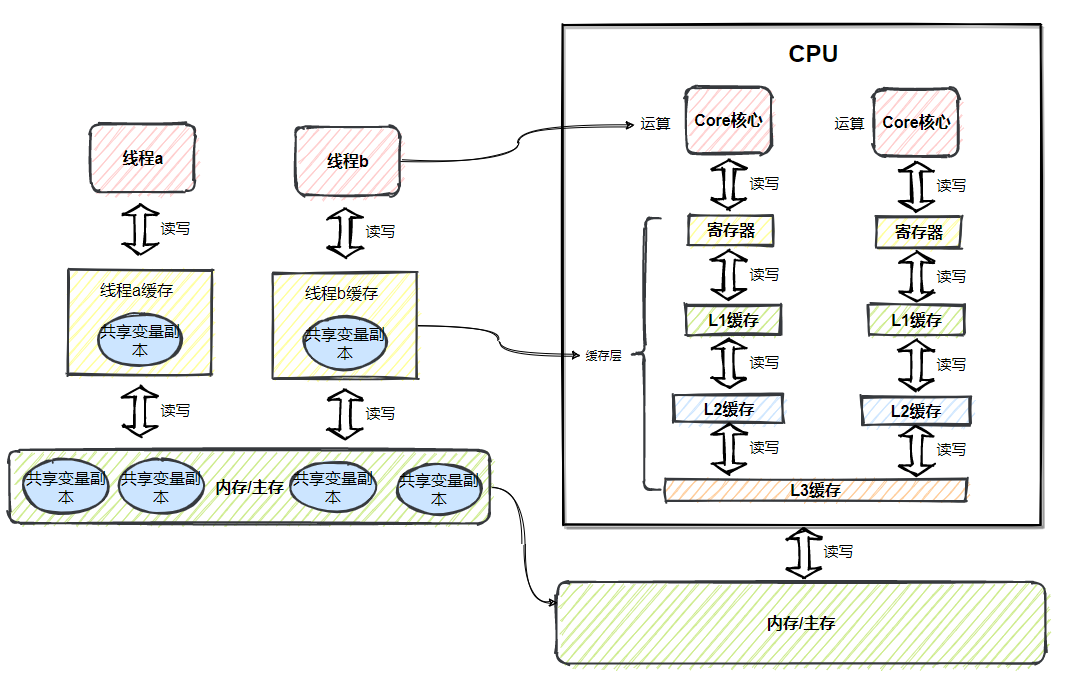 CPU
线程a
线程b
运算
Core核心
运算
Core核心
读写
读写
读写
读写
寄存器
寄存器
线程a缓存
共享变量副
本
线程b缓存
共享变量副
本
读写
读写
L1缓存
L1缓存
缓存层
读写
读写
读写
读写
L2缓存
L2缓存
读写
读写
共享变量副
本
共享变量副
本
内存/主存
共享变量副
本
共享变量副
本
L3缓存
读写
内存/主存